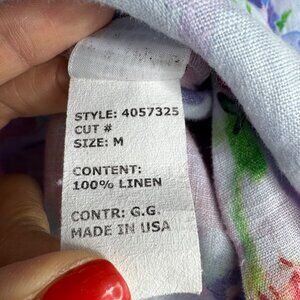 STYLE: 4057325
CUT #
SIZE: M
CONTENT:
100% LINEN
CONTR: G.G.
MADE IN USA